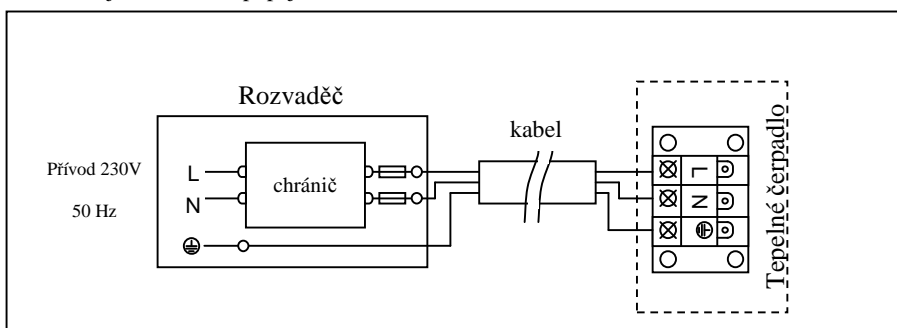 Rozvaděč
kabel
Přívod 230V
50 Hz
L
N
chránič
L
N
Tepelné čerpadlo